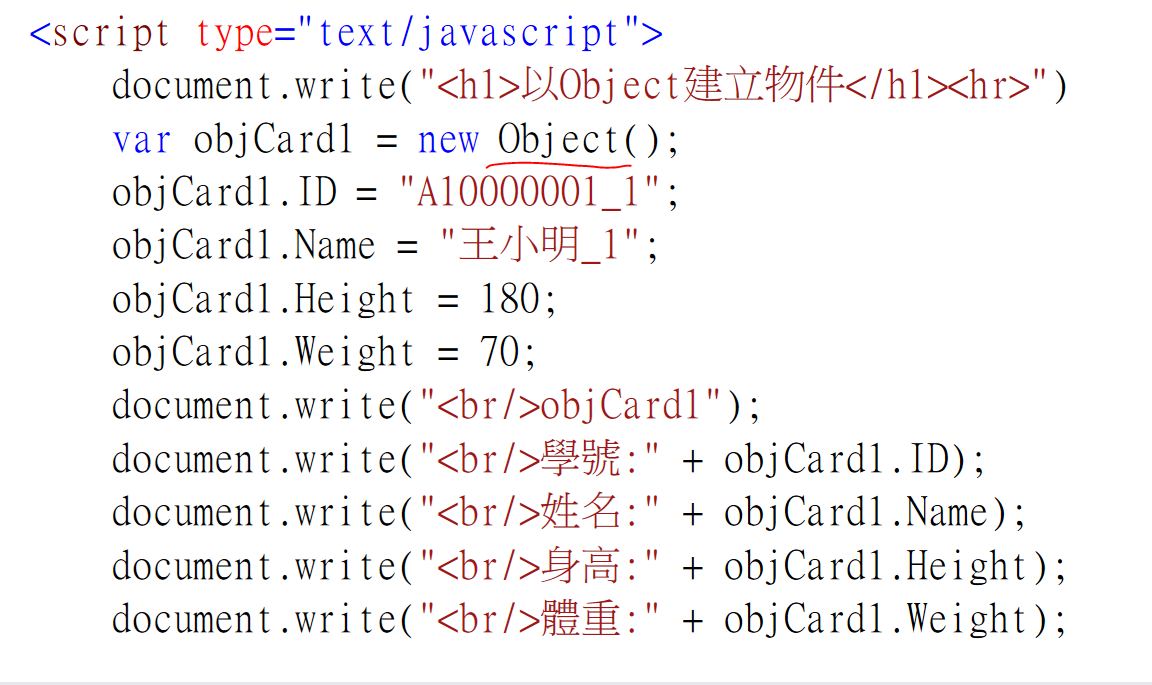 <script type="text/javascript">
document.write("<h1>以Object建立物件</h1><hr>")
var objCard1 = new Object();
objCard1.ID = "A10000001_1";
objCard1.Name = "王小明_1";
objCard1.Height = 180;
objCard1.Weight = 70;
document.write("<br/>objCard1");
document.write("<br/>學號:" + objCard1.ID);
document.write("<br/>姓名:" + objCard1.Name);
document.write("<br/>身高:" + objCard1.Height);
document.write("<br/>體重:" + objCard1.Weight);